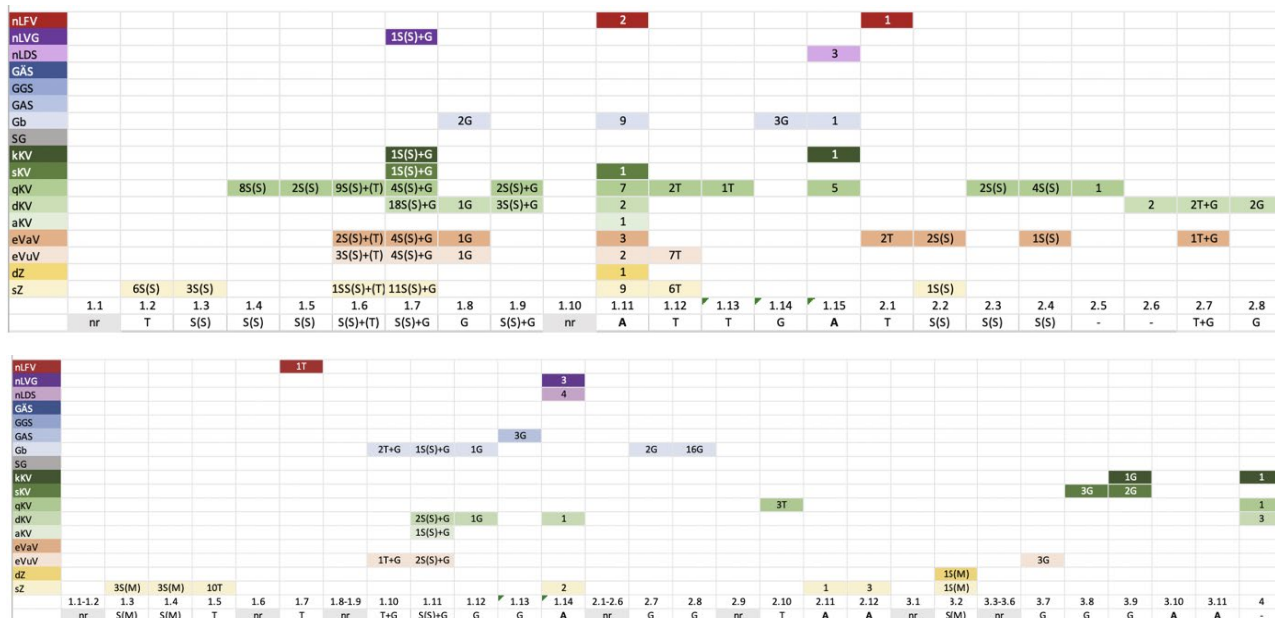 nLFV 2 1
nLVG 1S(S)+G
nLDS 3
GÄS
GGS
GAS
Gb 2G 9 3G 1
SG
kKV 1S(S)+G 1
sKV 1S(S)+G 1
qKV 8S(S) 2S(S) 9S(S)+(T) 4S(S)+G 2S(S)+G 7 2T 1T 5 2S(S) 4S(S) 1
dKV 18S(S)+G 1G 3S(S)+G 2 2 2T+G 2G
aKV 1
eVaV 2S(S)+(T) 4S(S)+G 1G 3 2T 2S(S) 1S(S) 1T+G
eVuV 3S(S)+(T) 4S(S)+G 1G 2 7T
dZ 1
sZ 6S(S) 3S(S) 1SS(S)+(T) 11S(S)+G 9 6T 1S(S)
1.1 1.2 1.3 1.4 1.5 1.6 1.7 1.8 1.9 1.10 1.11 1.12 1.13 1.14 1.15 2.1 2.2 2.3 2.4 2.5 2.6 2.7 2.8
nr T S(S) S(S) S(S) S(S)+(T) S(S)+G G S(S)+G nr A T T G A T S(S) S(S) S(S) - - T+G G
nLFV 1T
nLVG 3
nLDS 4
GÄS
GGS
GAS 3G
Gb 2T+G 1S(S)+G 1G 2G 16G
SG
kKV 1G 1
sKV 3G 2G
qKV 3T 1
dKV 2S(S)+G 1G 1 3
aKV 1S(S)+G
eVaV
eVuV 1T+G 2S(S)+G 3G
dZ 1S(M)
sZ 3S(M) 3S(M) 10T 2 1 3 1S(M)
1.1-1.2 1.3 1.4 1.5 1.6 1.7 1.8-1.9 1.10 1.11 1.12 1.13 1.14 2.1-2.6 2.7 2.8 2.9 2.10 2.11 2.12 3.1 3.2 3.3-3.6 3.7 3.8 3.9 3.10 3.11 4
nr S(M) S(M) T nr T nr T+G S(S)+G G G A nr G G nr T A A nr S(M) nr G G G A A -